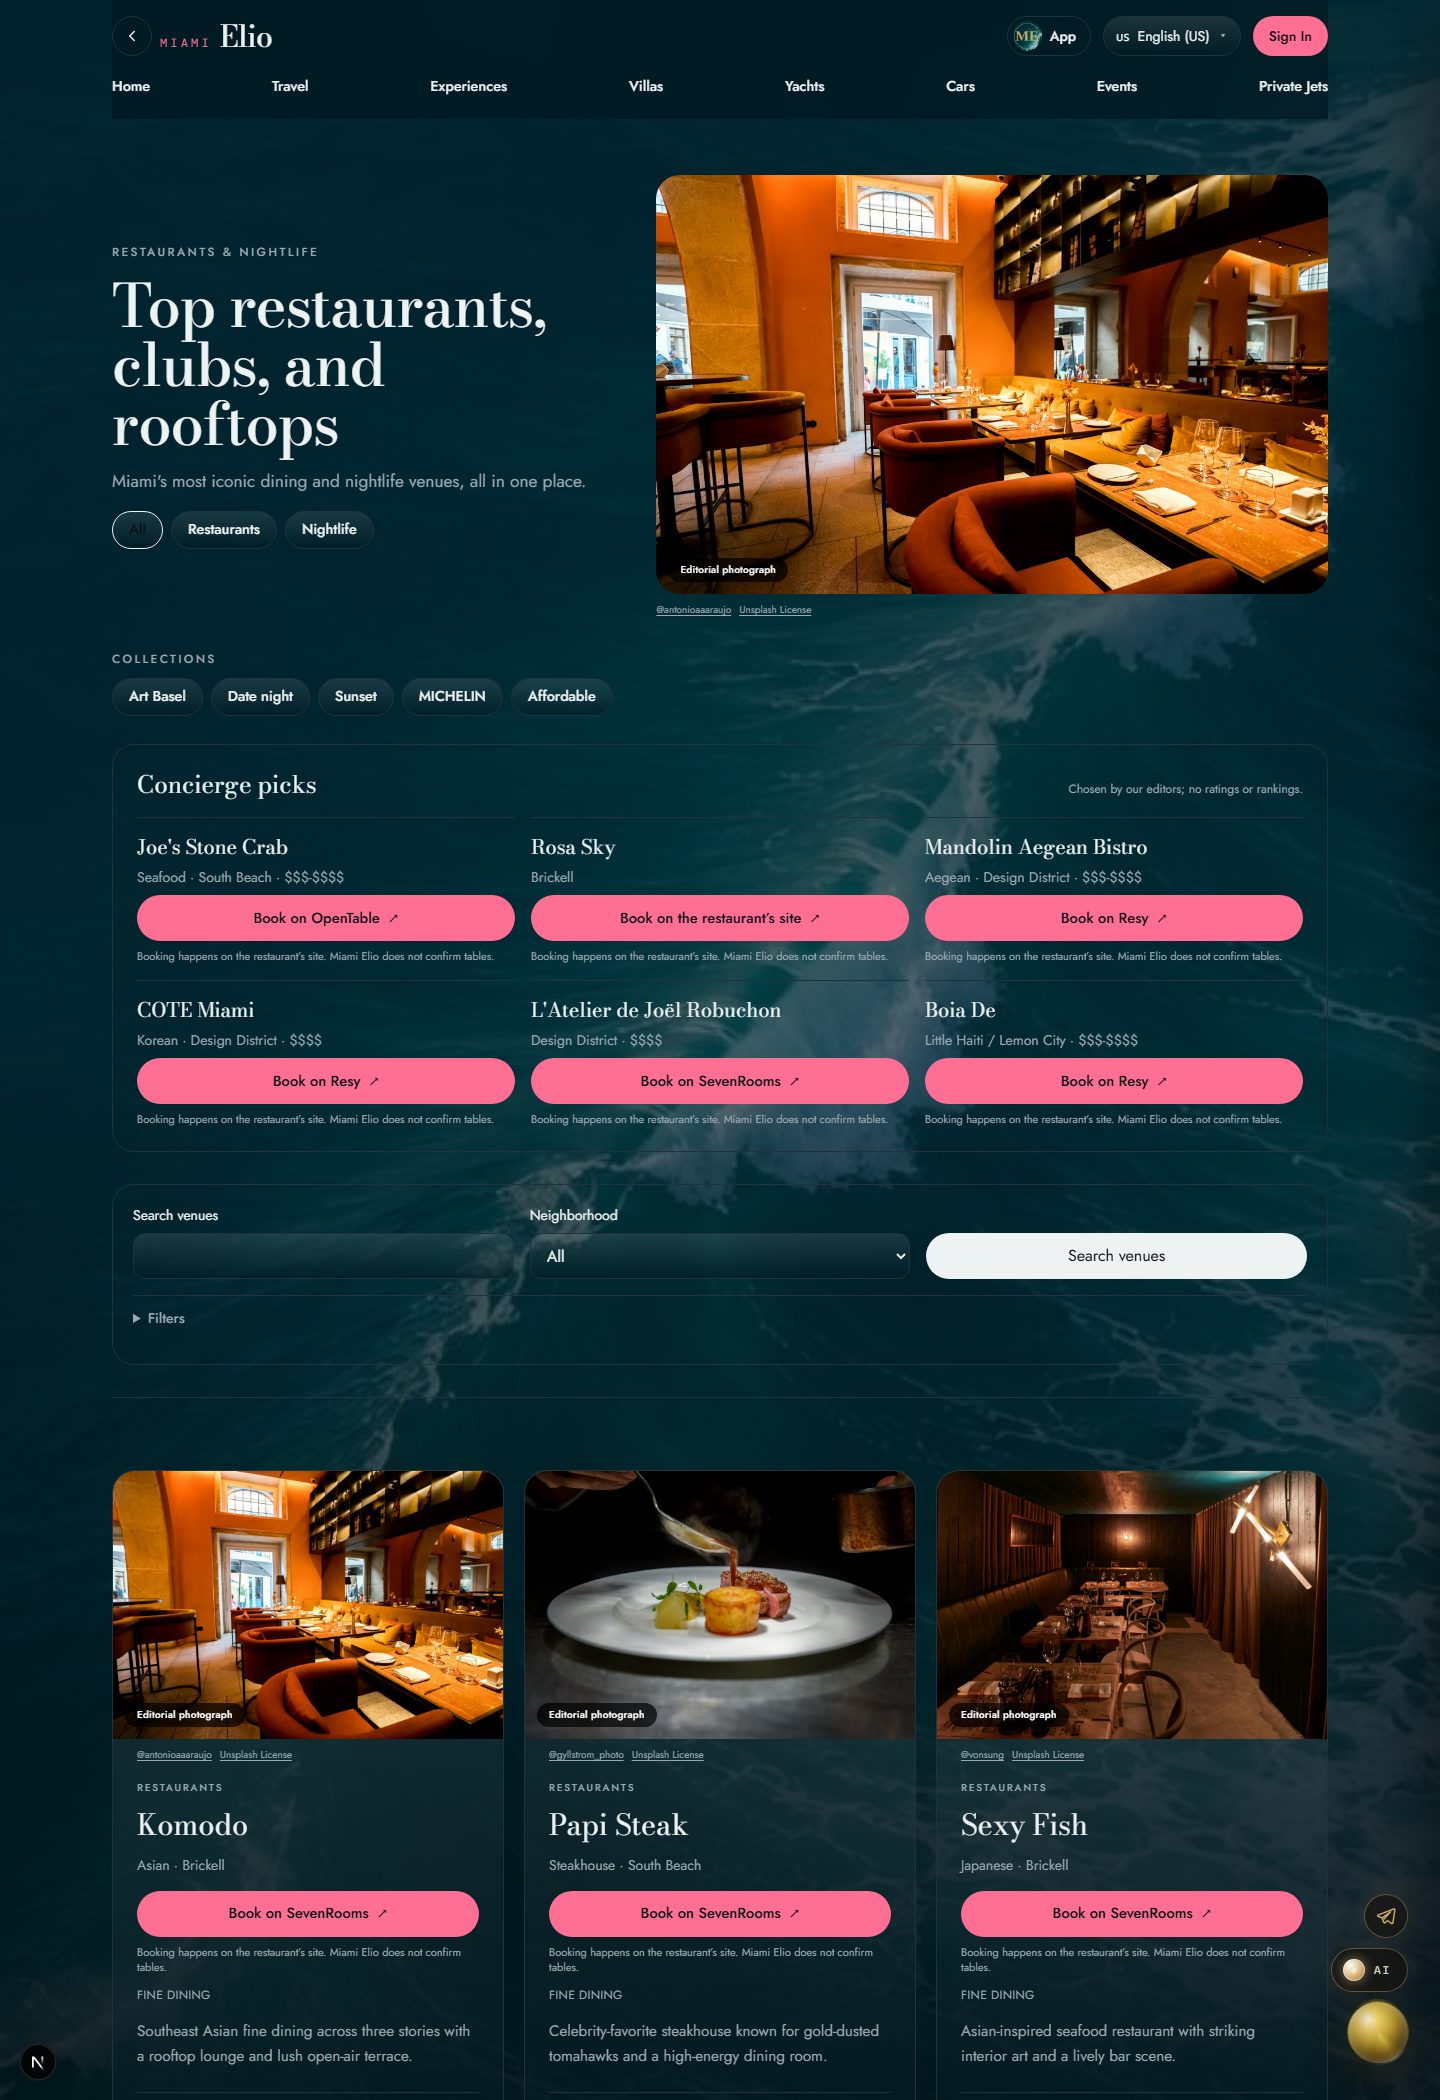 MIAMI Elio
ME App
US English (US)
Sign In
Home Travel Experiences Villas Yachts Cars Events Private Jets
RESTAURANTS & NIGHTLIFE
Top restaurants,
clubs, and
rooftops
Miami's most iconic dining and nightlife venues, all in one place.
All Restaurants Nightlife
Editorial photograph
@antonioaaaraujo Unsplash License
COLLECTIONS
Art Basel Date night Sunset MICHELIN Affordable
Concierge picks
Chosen by our editors; no ratings or rankings.
Joe's Stone Crab
Seafood · South Beach · $$$-$$$$
Book on OpenTable ↗
Booking happens on the restaurant’s site. Miami Elio does not confirm tables.
Rosa Sky
Brickell
Book on the restaurant’s site ↗
Booking happens on the restaurant’s site. Miami Elio does not confirm tables.
Mandolin Aegean Bistro
Aegean · Design District · $$$-$$$$
Book on Resy ↗
Booking happens on the restaurant’s site. Miami Elio does not confirm tables.
COTE Miami
Korean · Design District · $$$$
Book on Resy ↗
Booking happens on the restaurant’s site. Miami Elio does not confirm tables.
L'Atelier de Joël Robuchon
Design District · $$$$
Book on SevenRooms ↗
Booking happens on the restaurant’s site. Miami Elio does not confirm tables.
Boia De
Little Haiti / Lemon City · $$$-$$$$
Book on Resy ↗
Booking happens on the restaurant’s site. Miami Elio does not confirm tables.
Search venues
Neighborhood
All
Search venues
Filters
Editorial photograph
@antonioaaaraujo Unsplash License
RESTAURANTS
Komodo
Asian · Brickell
Book on SevenRooms ↗
Booking happens on the restaurant’s site. Miami Elio does not confirm
tables.
FINE DINING
Southeast Asian fine dining across three stories with
a rooftop lounge and lush open-air terrace.
Editorial photograph
@gyllstrom_photo Unsplash License
RESTAURANTS
Papi Steak
Steakhouse · South Beach
Book on SevenRooms ↗
Booking happens on the restaurant’s site. Miami Elio does not confirm
tables.
FINE DINING
Celebrity-favorite steakhouse known for gold-dusted
tomahawks and a high-energy dining room.
Editorial photograph
@vonsung Unsplash License
RESTAURANTS
Sexy Fish
Japanese · Brickell
Book on SevenRooms ↗
Booking happens on the restaurant’s site. Miami Elio does not confirm
tables.
FINE DINING
Asian-inspired seafood restaurant with striking
interior art and a lively bar scene.
AI
N